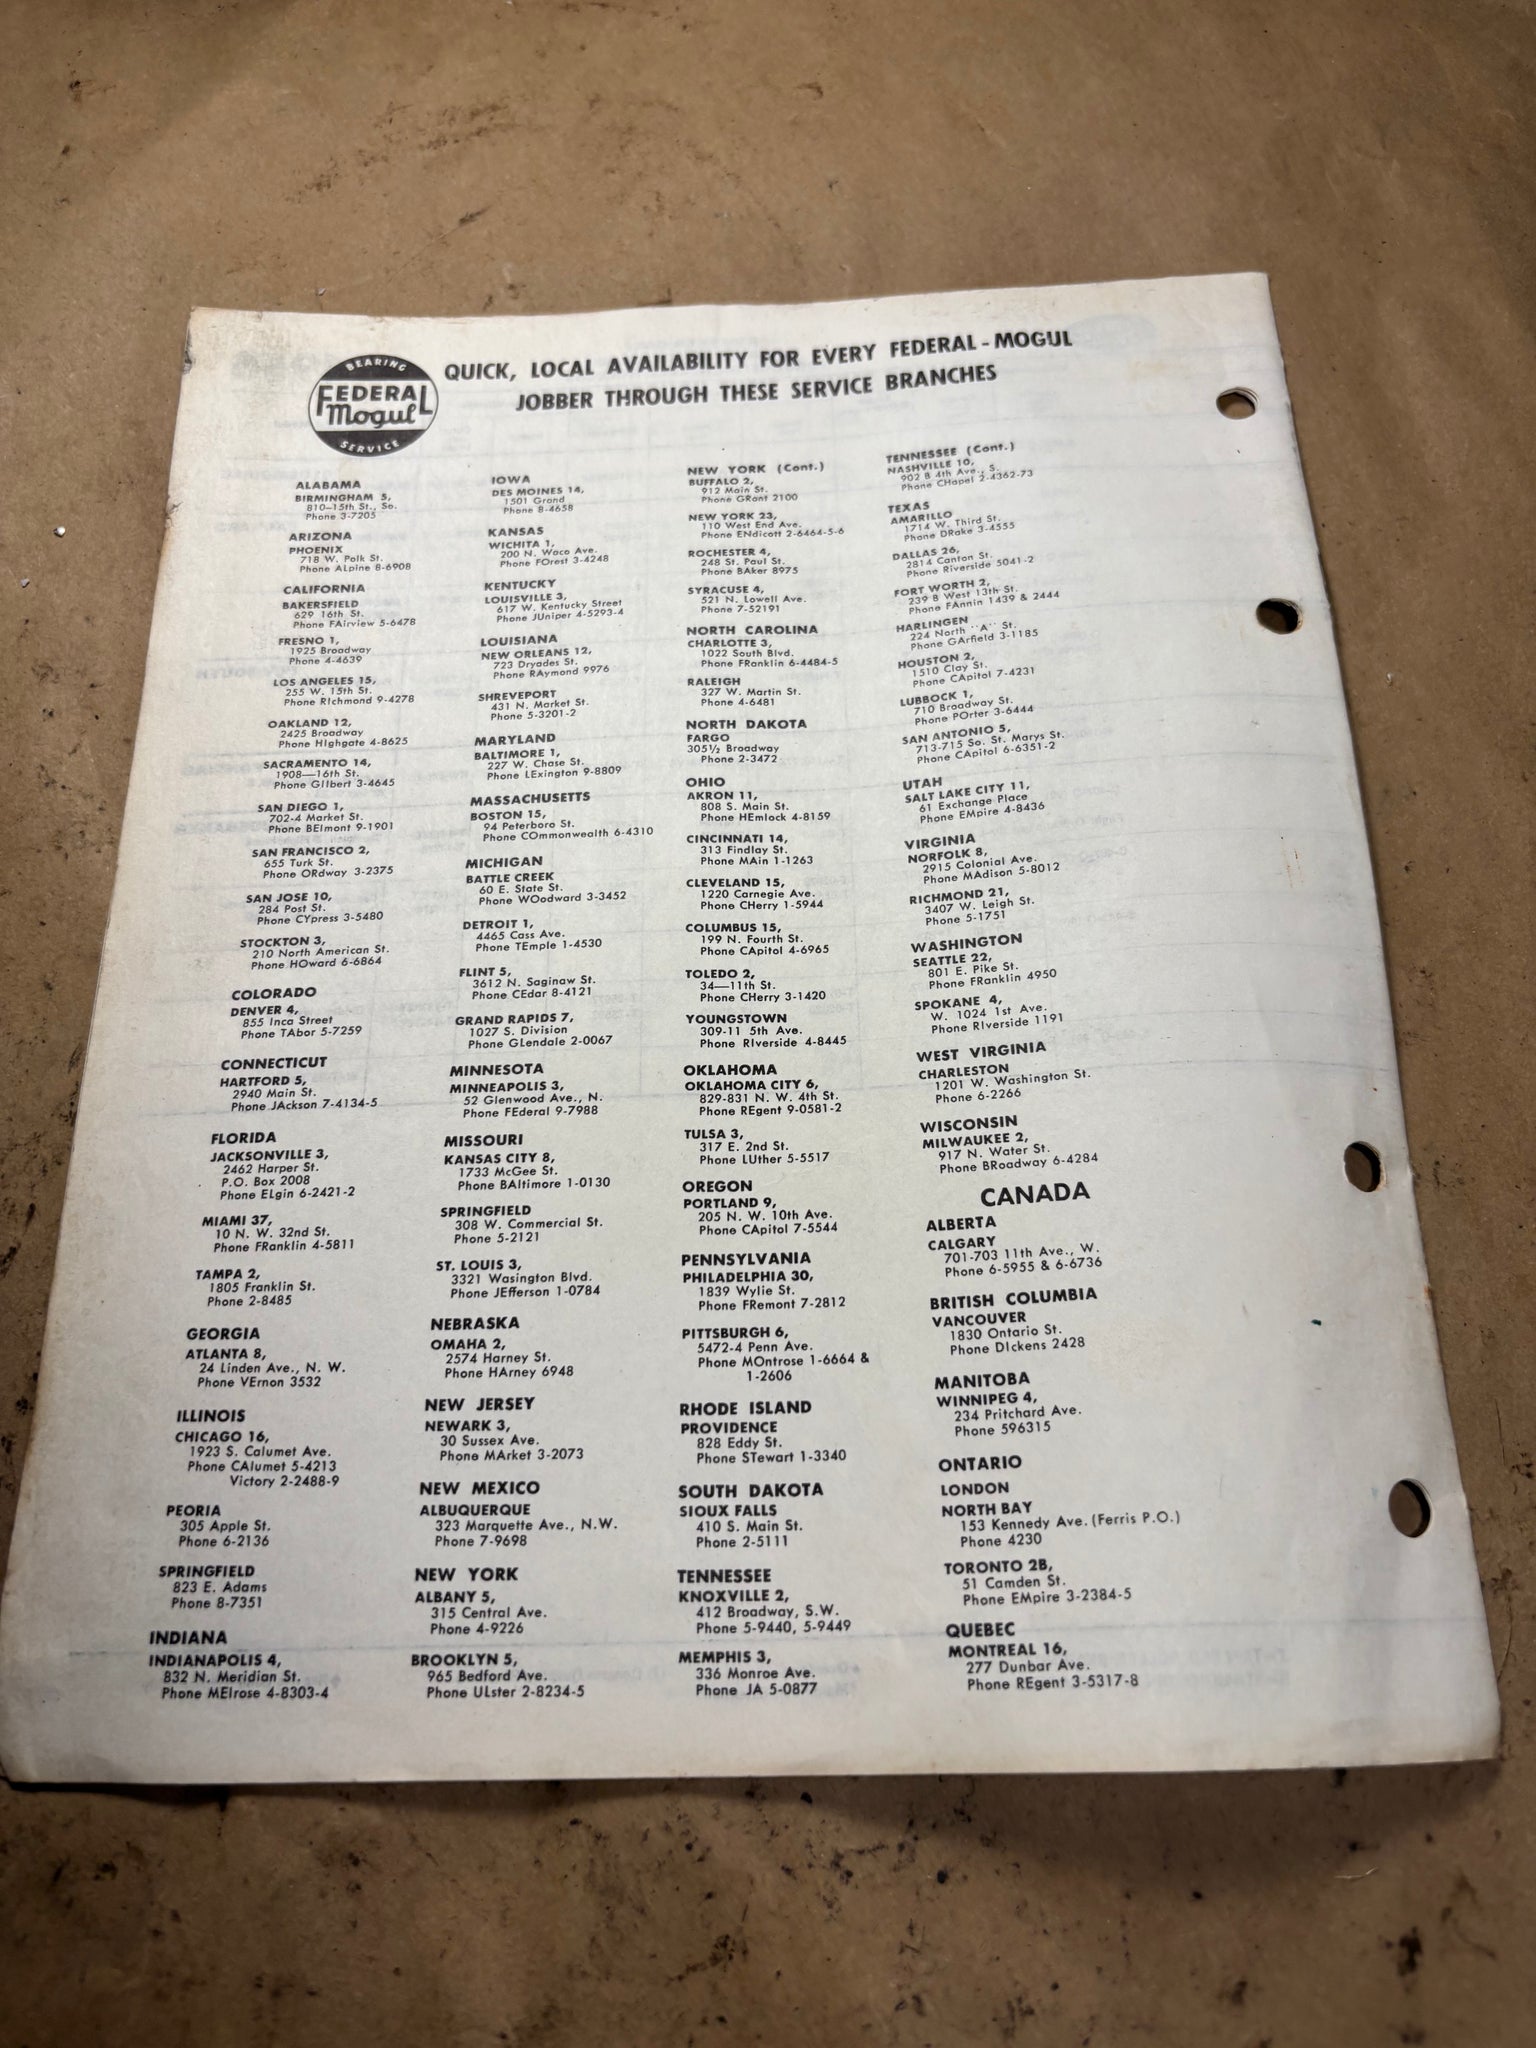 BEARING
FEDERAL
Mogul
SERVICE
QUICK, LOCAL AVAILABILITY FOR EVERY FEDERAL - MOGUL
JOBBER THROUGH THESE SERVICE BRANCHES
ALABAMA
BIRMINGHAM 5,
810—15th St., So.
Phone 3-7205
ARIZONA
PHOENIX
718 W. Polk St.
Phone ALpine 8-6908
CALIFORNIA
BAKERSFIELD
629 16th St.
Phone FAirview 5-6478
FRESNO 1,
1925 Broadway
Phone 4-4639
LOS ANGELES 15,
255 W. 15th St.
Phone RIchmond 9-4278
OAKLAND 12,
2425 Broadway
Phone HIghgate 4-8625
SACRAMENTO 14,
1908—16th St.
Phone GIlbert 3-4645
SAN DIEGO 1,
702-4 Market St.
Phone BElmont 9-1901
SAN FRANCISCO 2,
655 Turk St.
Phone ORdway 3-2375
SAN JOSE 10,
284 Post St.
Phone CYpress 3-5480
STOCKTON 3,
210 North American St.
Phone HOward 6-6864
COLORADO
DENVER 4,
855 Inca Street
Phone TAbor 5-7259
CONNECTICUT
HARTFORD 5,
2940 Main St.
Phone JAckson 7-4134-5
FLORIDA
JACKSONVILLE 3,
2462 Harper St.
P.O. Box 2008
Phone ELgin 6-2421-2
MIAMI 37,
10 N. W. 32nd St.
Phone FRanklin 4-5811
TAMPA 2,
1805 Franklin St.
Phone 2-8485
GEORGIA
ATLANTA 8,
24 Linden Ave., N. W.
Phone VErnon 3532
ILLINOIS
CHICAGO 16,
1923 S. Calumet Ave.
Phone CAlumet 5-4213
Victory 2-2488-9
PEORIA
305 Apple St.
Phone 6-2136
SPRINGFIELD
823 E. Adams
Phone 8-7351
INDIANA
INDIANAPOLIS 4,
832 N. Meridian St.
Phone MElrose 4-8303-4
IOWA
DES MOINES 14,
1501 Grand
Phone 8-4658
KANSAS
WICHITA 1,
200 N. Waco Ave.
Phone FOrest 3-4248
KENTUCKY
LOUISVILLE 3,
617 W. Kentucky Street
Phone JUniper 4-5293-4
LOUISIANA
NEW ORLEANS 12,
723 Dryades St.
Phone RAymond 9976
SHREVEPORT
431 N. Market St.
Phone 5-3201-2
MARYLAND
BALTIMORE 1,
227 W. Chase St.
Phone LExington 9-8809
MASSACHUSETTS
BOSTON 15,
94 Peterboro St.
Phone COmmonwealth 6-4310
MICHIGAN
BATTLE CREEK
60 E. State St.
Phone WOodward 3-3452
DETROIT 1,
4465 Cass Ave.
Phone TEmple 1-4530
FLINT 5,
3612 N. Saginaw St.
Phone CEdar 8-4121
GRAND RAPIDS 7,
1027 S. Division
Phone GLendale 2-0067
MINNESOTA
MINNEAPOLIS 3,
52 Glenwood Ave., N.
Phone FEderal 9-7988
MISSOURI
KANSAS CITY 8,
1733 McGee St.
Phone BAltimore 1-0130
SPRINGFIELD
308 W. Commercial St.
Phone 5-2121
ST. LOUIS 3,
3321 Wasington Blvd.
Phone JEfferson 1-0784
NEBRASKA
OMAHA 2,
2574 Harney St.
Phone HArney 6948
NEW JERSEY
NEWARK 3,
30 Sussex Ave.
Phone MArket 3-2073
NEW MEXICO
ALBUQUERQUE
323 Marquette Ave., N.W.
Phone 7-9698
NEW YORK
ALBANY 5,
315 Central Ave.
Phone 4-9226
BROOKLYN 5,
965 Bedford Ave.
Phone ULster 2-8234-5
NEW YORK (Cont.)
BUFFALO 2,
912 Main St.
Phone GRant 2100
NEW YORK 23,
110 West End Ave.
Phone ENdicott 2-6464-5-6
ROCHESTER 4,
248 St. Paul St.
Phone BAker 8975
SYRACUSE 4,
521 N. Lowell Ave.
Phone 7-52191
NORTH CAROLINA
CHARLOTTE 3,
1022 South Blvd.
Phone FRanklin 6-4484-5
RALEIGH
327 W. Martin St.
Phone 4-6481
NORTH DAKOTA
FARGO
305½ Broadway
Phone 2-3472
OHIO
AKRON 11,
808 S. Main St.
Phone HEmlock 4-8159
CINCINNATI 14,
313 Findlay St.
Phone MAin 1-1263
CLEVELAND 15,
1220 Carnegie Ave.
Phone CHerry 1-5944
COLUMBUS 15,
199 N. Fourth St.
Phone CApitol 4-6965
TOLEDO 2,
34—11th St.
Phone CHerry 3-1420
YOUNGSTOWN
309-11 5th Ave.
Phone RIverside 4-8445
OKLAHOMA
OKLAHOMA CITY 6,
829-831 N. W. 4th St.
Phone REgent 9-0581-2
TULSA 3,
317 E. 2nd St.
Phone LUther 5-5517
OREGON
PORTLAND 9,
205 N. W. 10th Ave.
Phone CApitol 7-5544
PENNSYLVANIA
PHILADELPHIA 30,
1839 Wylie St.
Phone FRemont 7-2812
PITTSBURGH 6,
5472-4 Penn Ave.
Phone MOntrose 1-6664 &
1-2606
RHODE ISLAND
PROVIDENCE
828 Eddy St.
Phone STewart 1-3340
SOUTH DAKOTA
SIOUX FALLS
410 S. Main St.
Phone 2-5111
TENNESSEE
KNOXVILLE 2,
412 Broadway, S.W.
Phone 5-9440, 5-9449
MEMPHIS 3,
336 Monroe Ave.
Phone JA 5-0877
TENNESSEE (Cont.)
NASHVILLE 10,
902 B 4th Ave., S.
Phone CHapel 2-4362-73
TEXAS
AMARILLO
1714 W. Third St.
Phone DRake 3-4555
DALLAS 26,
2814 Canton St.
Phone Riverside 5041-2
FORT WORTH 2,
239 B West 13th St.
Phone FAnnin 1439 & 2444
HARLINGEN
224 North "A" St.
Phone GArfield 3-1185
HOUSTON 2,
1510 Clay St.
Phone CApitol 7-4231
LUBBOCK 1,
710 Broadway St.
Phone POrter 3-6444
SAN ANTONIO 5,
713-715 So. St. Marys St.
Phone CApitol 6-6351-2
UTAH
SALT LAKE CITY 11,
61 Exchange Place
Phone EMpire 4-8436
VIRGINIA
NORFOLK 8,
2915 Colonial Ave.
Phone MAdison 5-8012
RICHMOND 21,
3407 W. Leigh St.
Phone 5-1751
WASHINGTON
SEATTLE 22,
801 E. Pike St.
Phone FRanklin 4950
SPOKANE 4,
W. 1024 1st Ave.
Phone RIverside 1191
WEST VIRGINIA
CHARLESTON
1201 W. Washington St.
Phone 6-2266
WISCONSIN
MILWAUKEE 2,
917 N. Water St.
Phone BRoadway 6-4284
CANADA
ALBERTA
CALGARY
701-703 11th Ave., W.
Phone 6-5955 & 6-6736
BRITISH COLUMBIA
VANCOUVER
1830 Ontario St.
Phone DIckens 2428
MANITOBA
WINNIPEG 4,
234 Pritchard Ave.
Phone 596315
ONTARIO
LONDON
NORTH BAY
153 Kennedy Ave. (Ferris P.O.)
Phone 4230
TORONTO 2B,
51 Camden St.
Phone EMpire 3-2384-5
QUEBEC
MONTREAL 16,
277 Dunbar Ave.
Phone REgent 3-5317-8